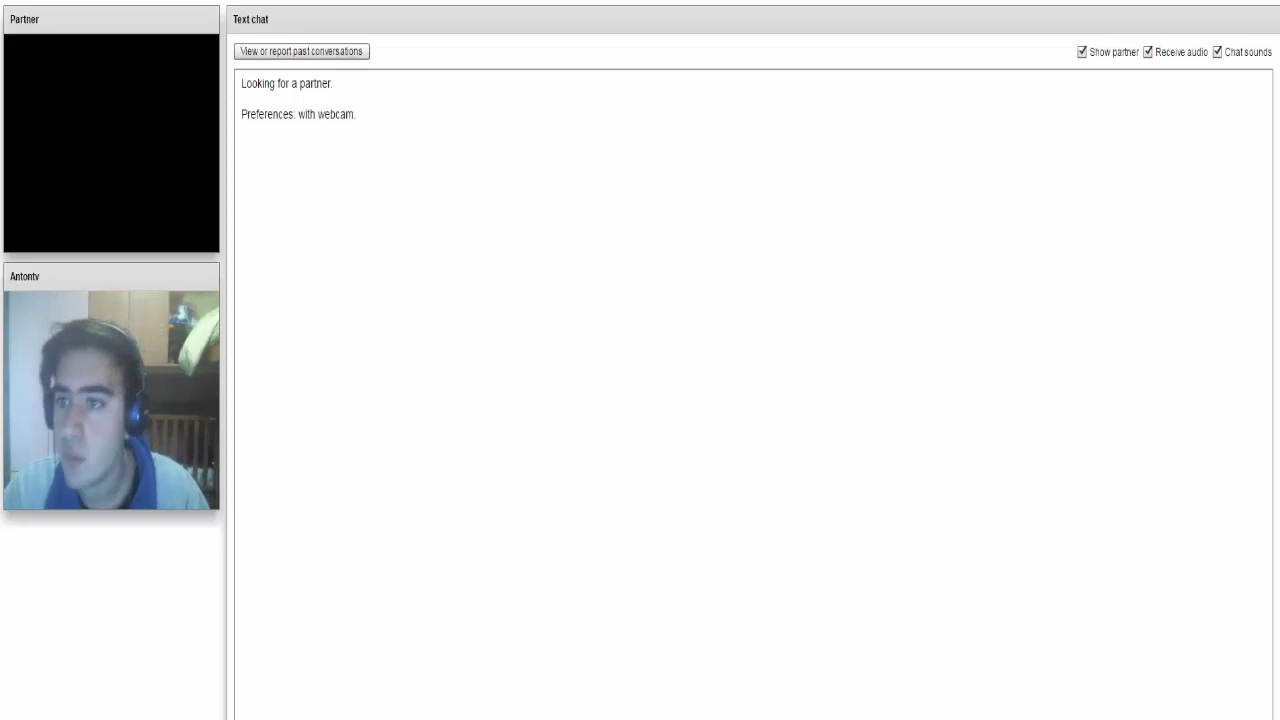 Partner
Text chat
View or report past conversations
Show partner
Receive audio
Chat sounds
Looking for a partner.
Preferences: with webcam.
Antontv